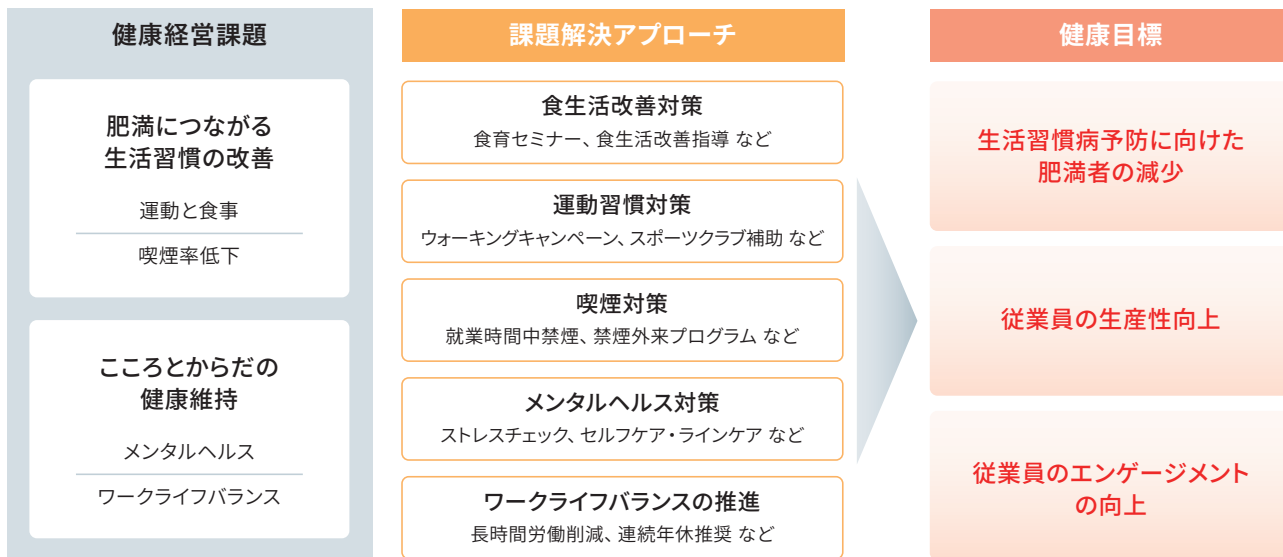 健康経営課題
肥満につながる
生活習慣の改善
運動と食事
喫煙率低下
こころとからだの
健康維持
メンタルヘルス
ワークライフバランス
課題解決アプローチ
食生活改善対策
食育セミナー、食生活改善指導 など
運動習慣対策
ウォーキングキャンペーン、スポーツクラブ補助 など
喫煙対策
就業時間中禁煙、禁煙外来プログラム など
メンタルヘルス対策
ストレスチェック、セルフケア・ラインケア など
ワークライフバランスの推進
長時間労働削減、連続年休推奨 など
健康目標
生活習慣病予防に向けた
肥満者の減少
従業員の生産性向上
従業員のエンゲージメント
の向上